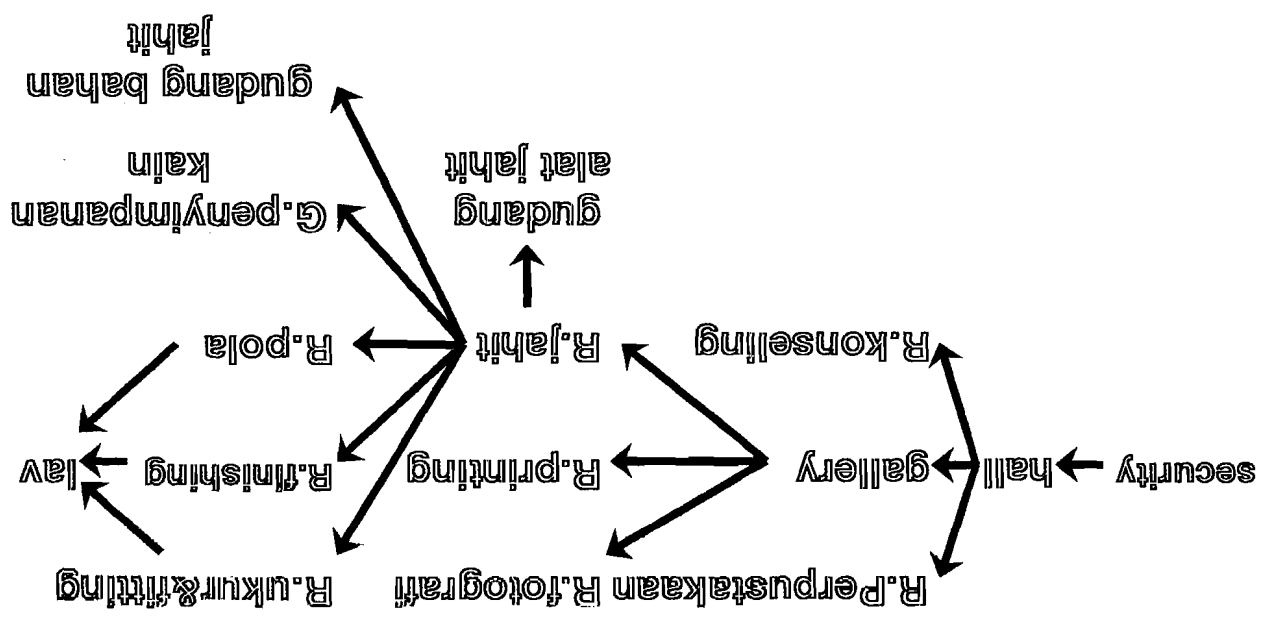 R.Perpustakaan R.fotografi R.ukur&fitting
security hall gallery R.printing R.finishing lav
R.konseling R.jahit R.pola
gudang
alat jahit
G.penyimpanan
kain
gudang bahan
jahit